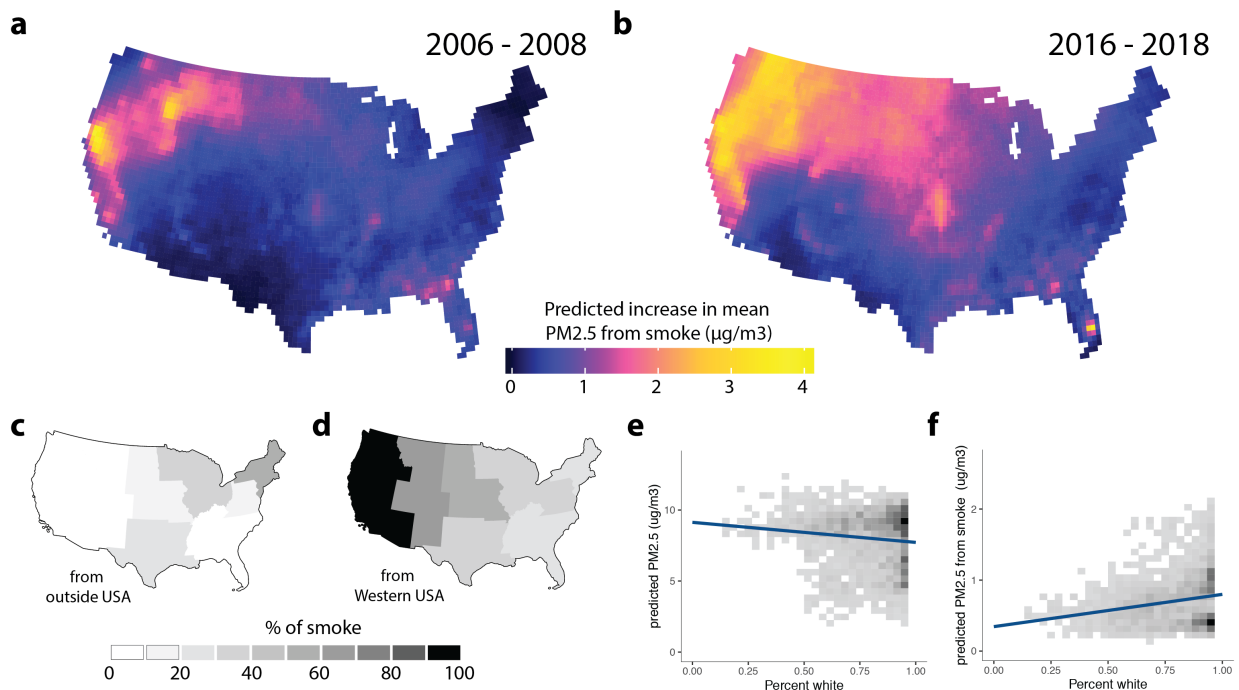 a
2006 - 2008
b
2016 - 2018
Predicted increase in mean
PM2.5 from smoke (µg/m3)
0 1 2 3 4
c
from
outside USA
d
from
Western USA
% of smoke
0 20 40 60 80 100
e
predicted PM2.5 (ug/m3)
10
5
0
0.00 0.25 0.50 0.75 1.00
Percent white
f
predicted PM2.5 from smoke (ug/m3)
2
1
0
0.00 0.25 0.50 0.75 1.00
Percent white